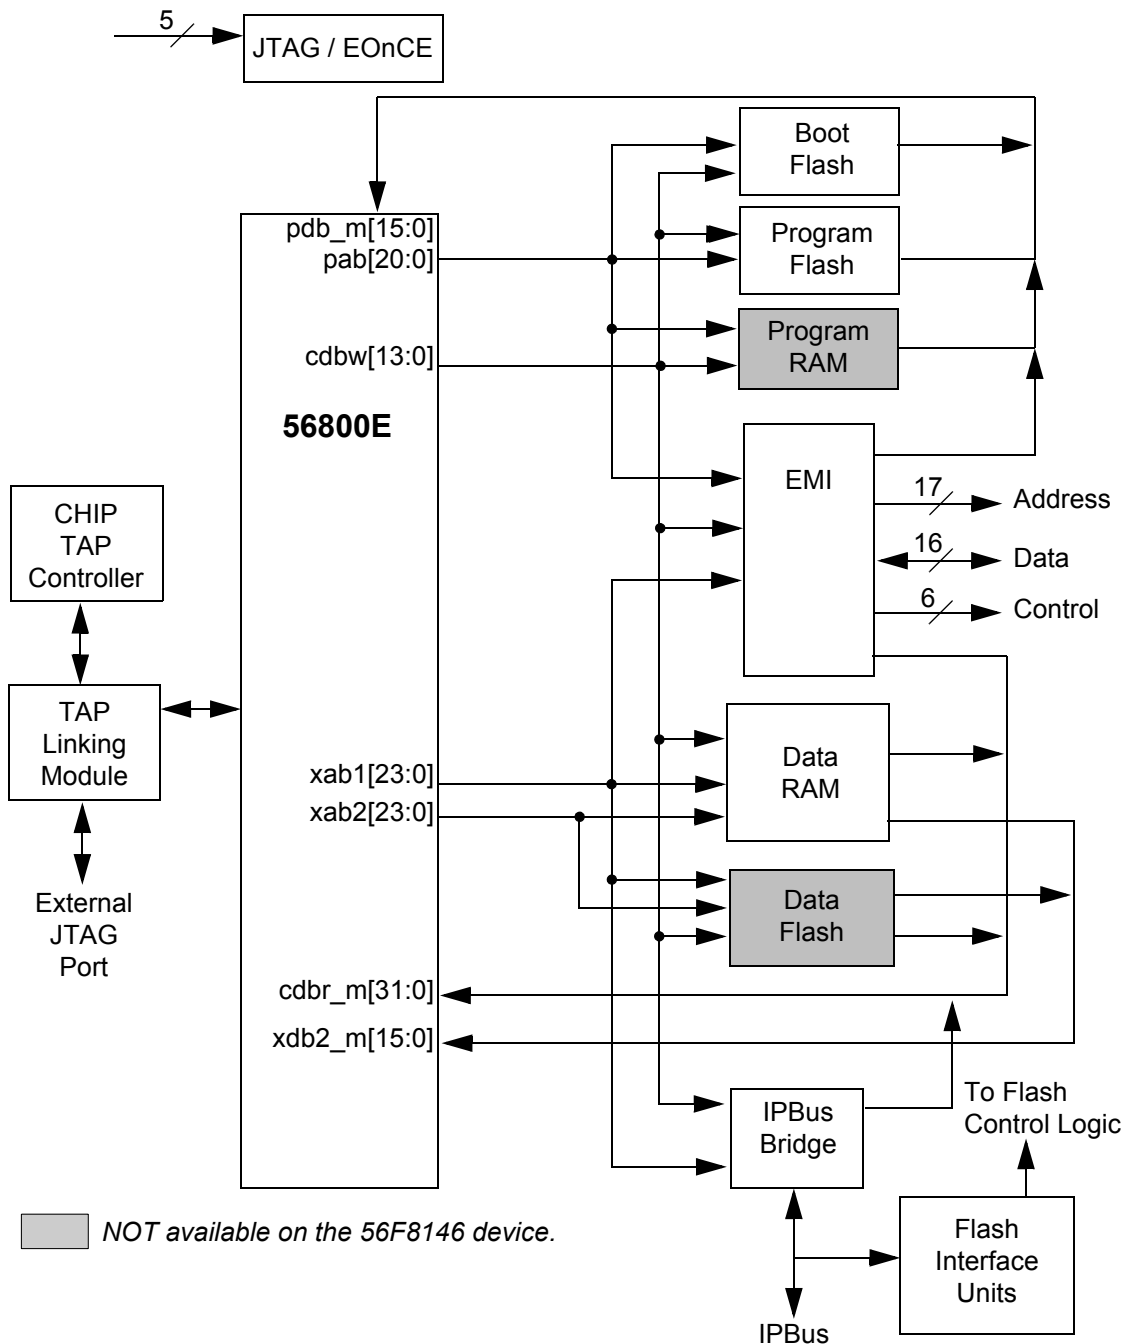 5
JTAG / EOnCE
Boot
Flash
pdb_m[15:0]
pab[20:0]
Program
Flash
cdbw[13:0]
Program
RAM
56800E
EMI
17
Address
16
Data
6
Control
CHIP
TAP
Controller
TAP
Linking
Module
External
JTAG
Port
xab1[23:0]
xab2[23:0]
Data
RAM
Data
Flash
cdbr_m[31:0]
xdb2_m[15:0]
IPBus
Bridge
To Flash
Control Logic
Flash
Interface
Units
IPBus
NOT available on the 56F8146 device.